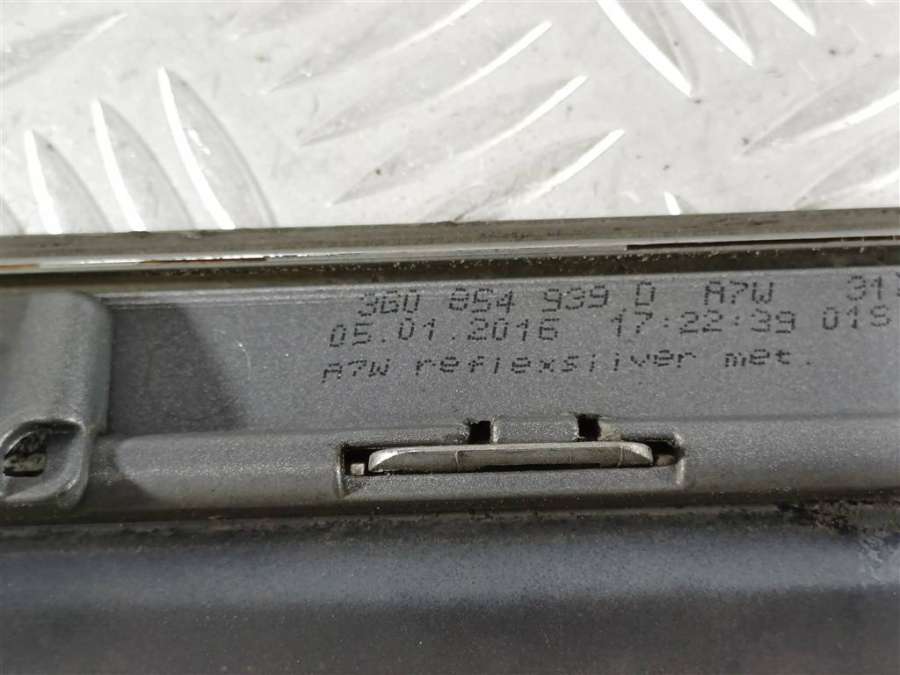 3G0 854 939 D A7W
05.01.2016 17:22:39
A7W reflexsilver met.